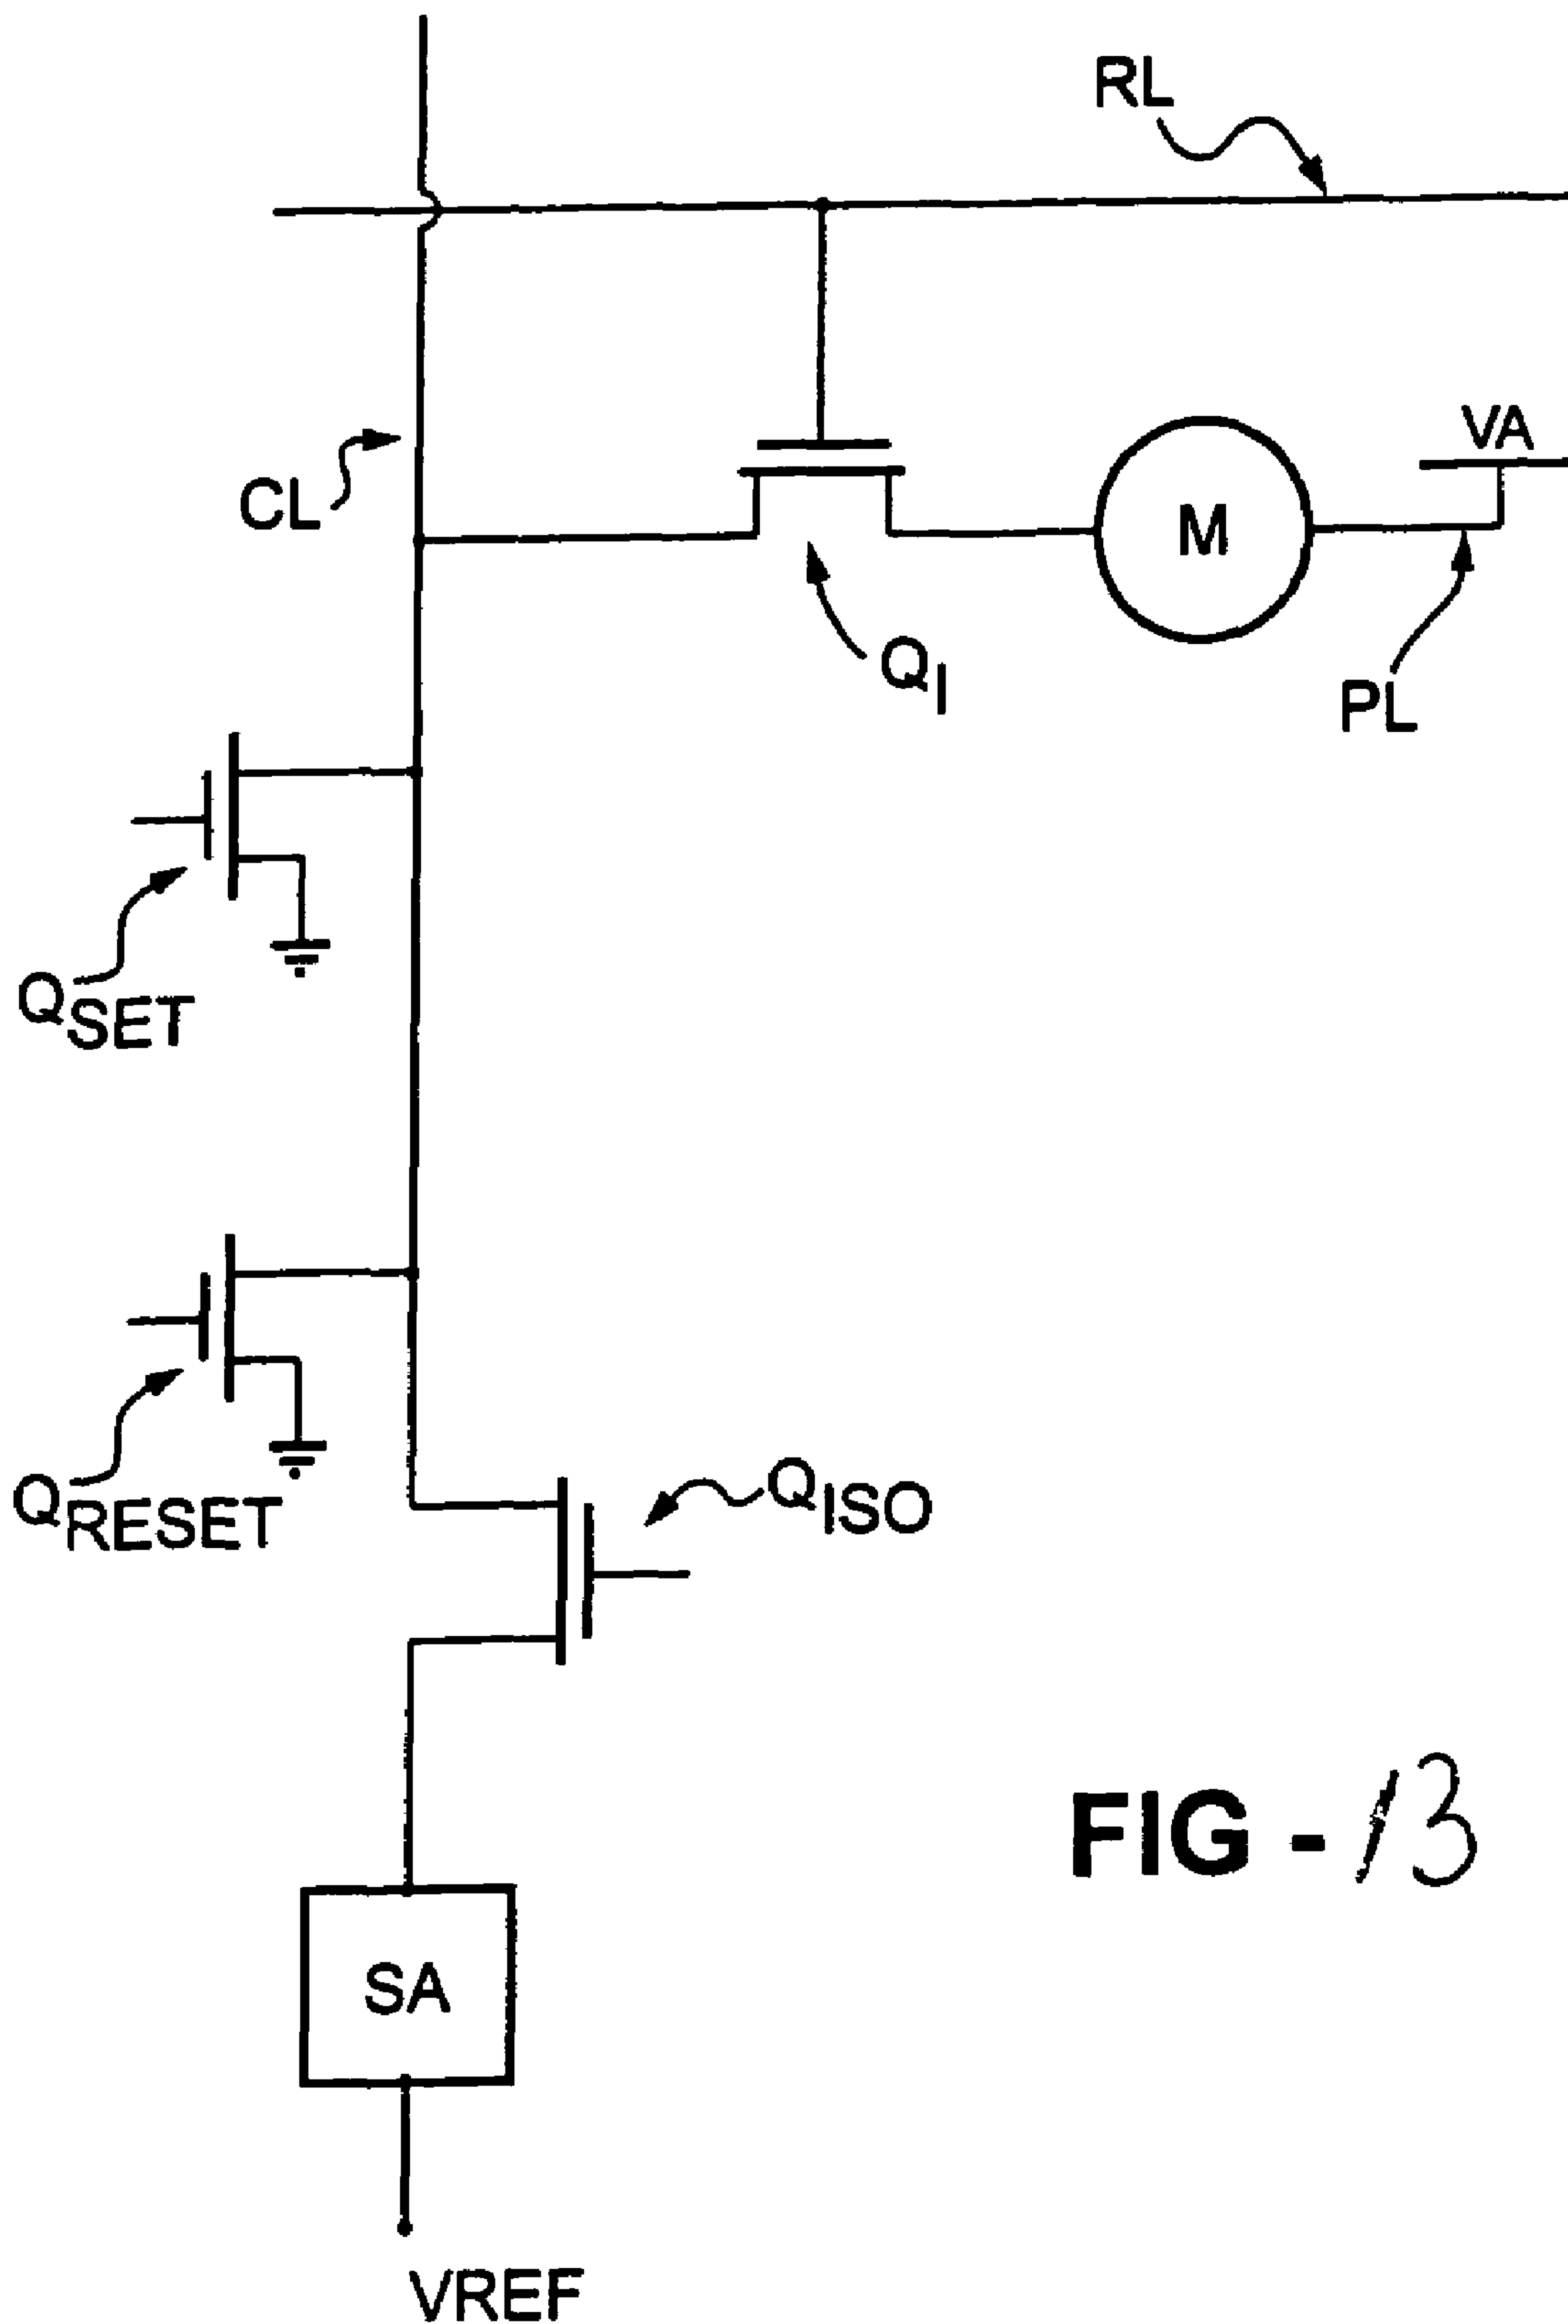 RL
VA
CL
M
QI
PL
QSET
QRESET
QISO
FIG - 13
SA
VREF